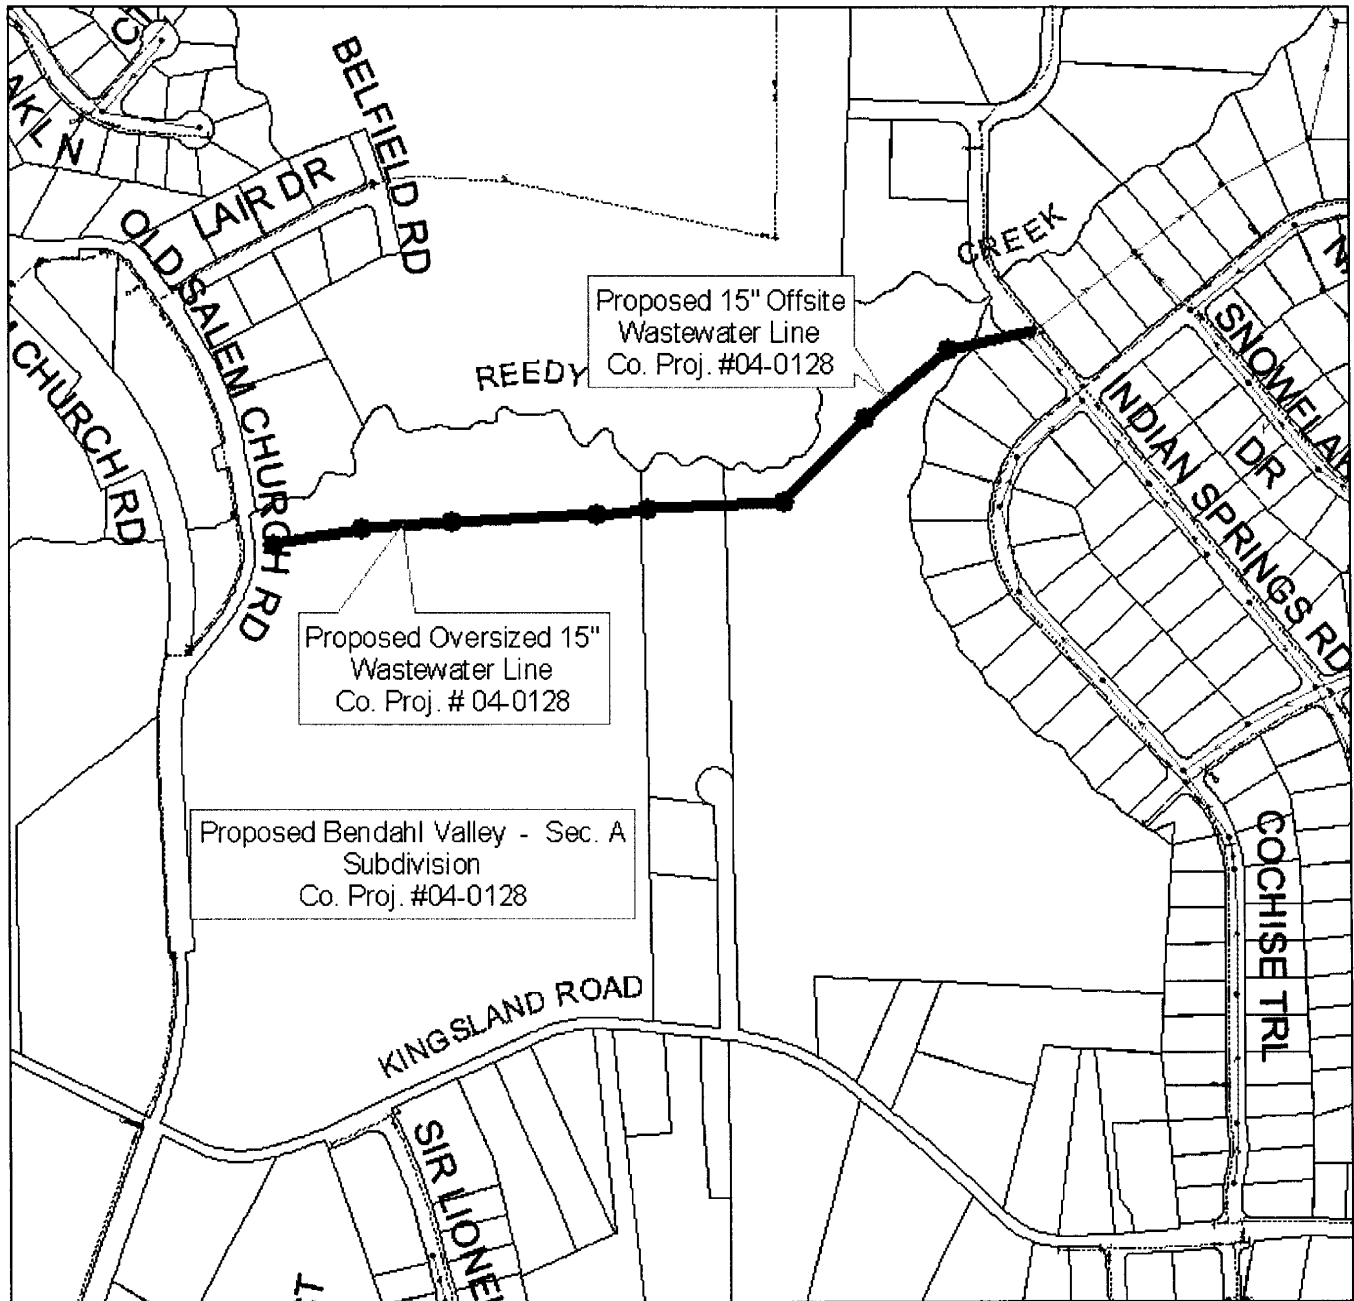 BELFIELD RD
LAIR DR
OLD SALEM CHURCH RD
CHURCH RD
REEDY
CREEK
Proposed 15" Offsite
Wastewater Line
Co. Proj. #04-0128
SNOWFLAK
DR
INDIAN SPRINGS RD
Proposed Oversized 15"
Wastewater Line
Co. Proj. # 04-0128
Proposed Bendahl Valley - Sec. A
Subdivision
Co. Proj. #04-0128
COCHISE TRL
KINGSLAND ROAD
SIR LIONEL